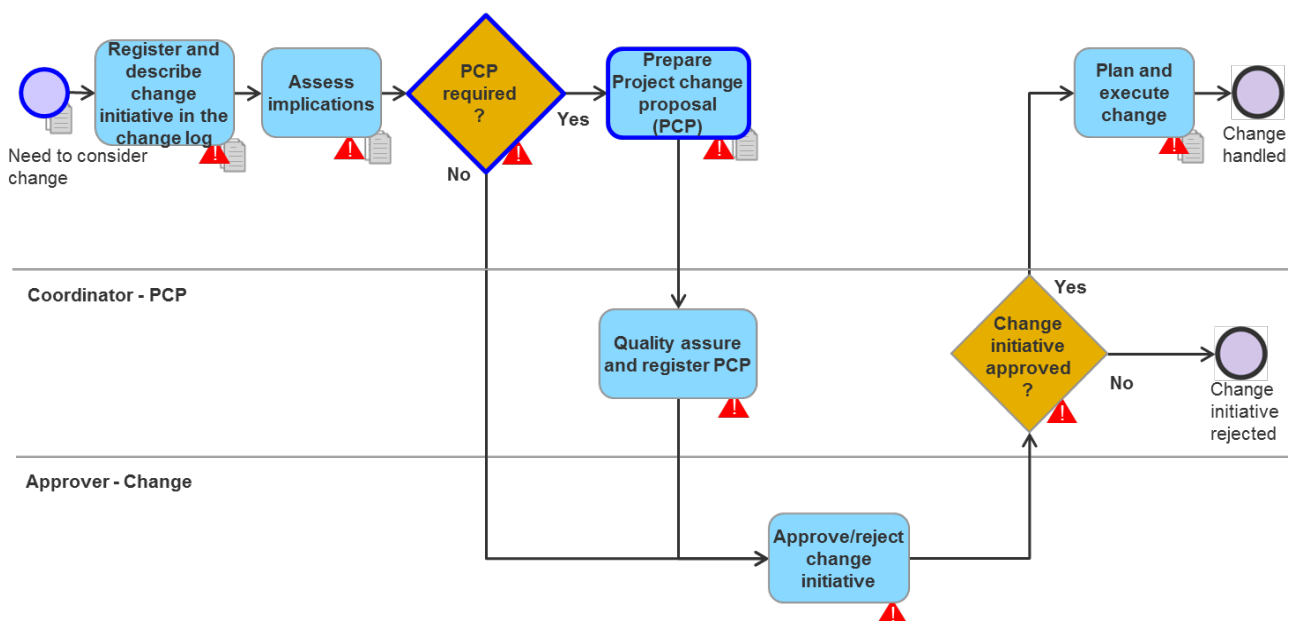 Register and
describe
change
initiative in the
change log
Need to consider
change
Assess
implications
PCP
required
?
Yes
No
Prepare
Project change
proposal
(PCP)
Plan and
execute
change
Change
handled
Coordinator - PCP
Quality assure
and register PCP
Yes
Change
initiative
approved
?
No
Change
initiative
rejected
Approver - Change
Approve/reject
change
initiative